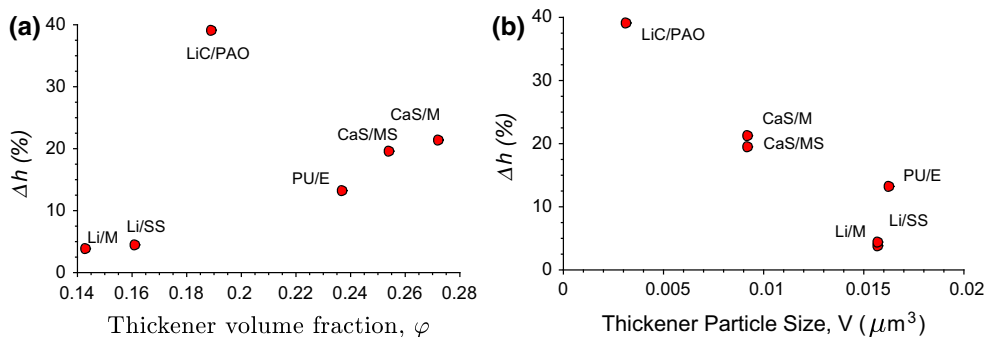 (a)
40
30
20
10
0
Δh (%)
LiC/PAO
CaS/M
CaS/MS
PU/E
Li/M
Li/SS
0.14 0.16 0.18 0.2 0.22 0.24 0.26 0.28
Thickener volume fraction, φ
(b)
40
30
20
10
0
Δh (%)
LiC/PAO
CaS/M
CaS/MS
PU/E
Li/SS
Li/M
0 0.005 0.01 0.015 0.02
Thickener Particle Size, V (μm³)